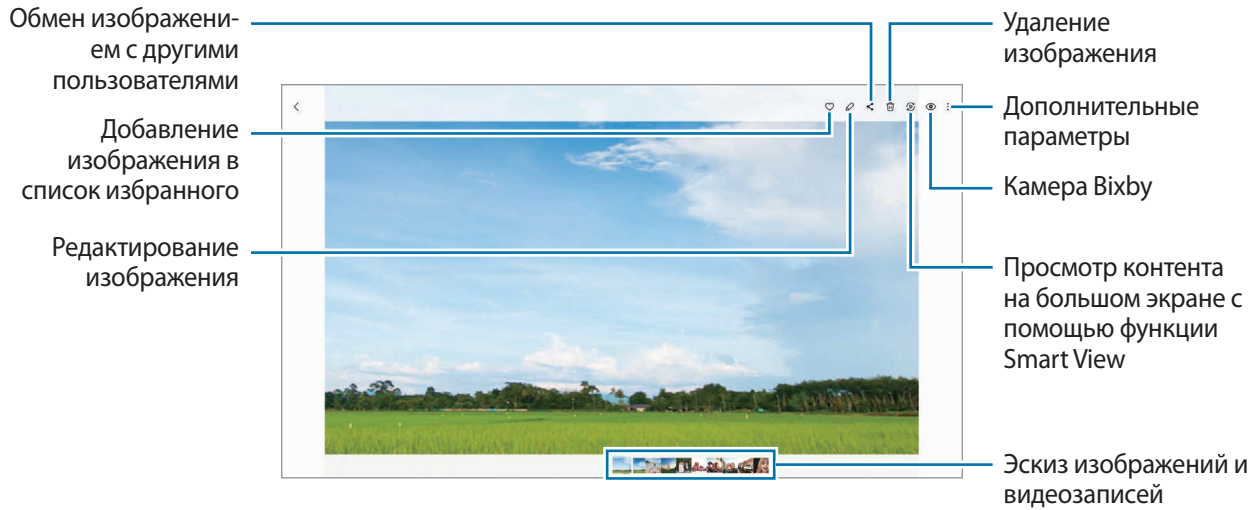 Обмен изображени-
ем с другими
пользователями
Добавление
изображения в
список избранного
Редактирование
изображения
Удаление
изображения
Дополнительные
параметры
Камера Bixby
Просмотр контента
на большом экране с
помощью функции
Smart View
Эскиз изображений и
видеозаписей